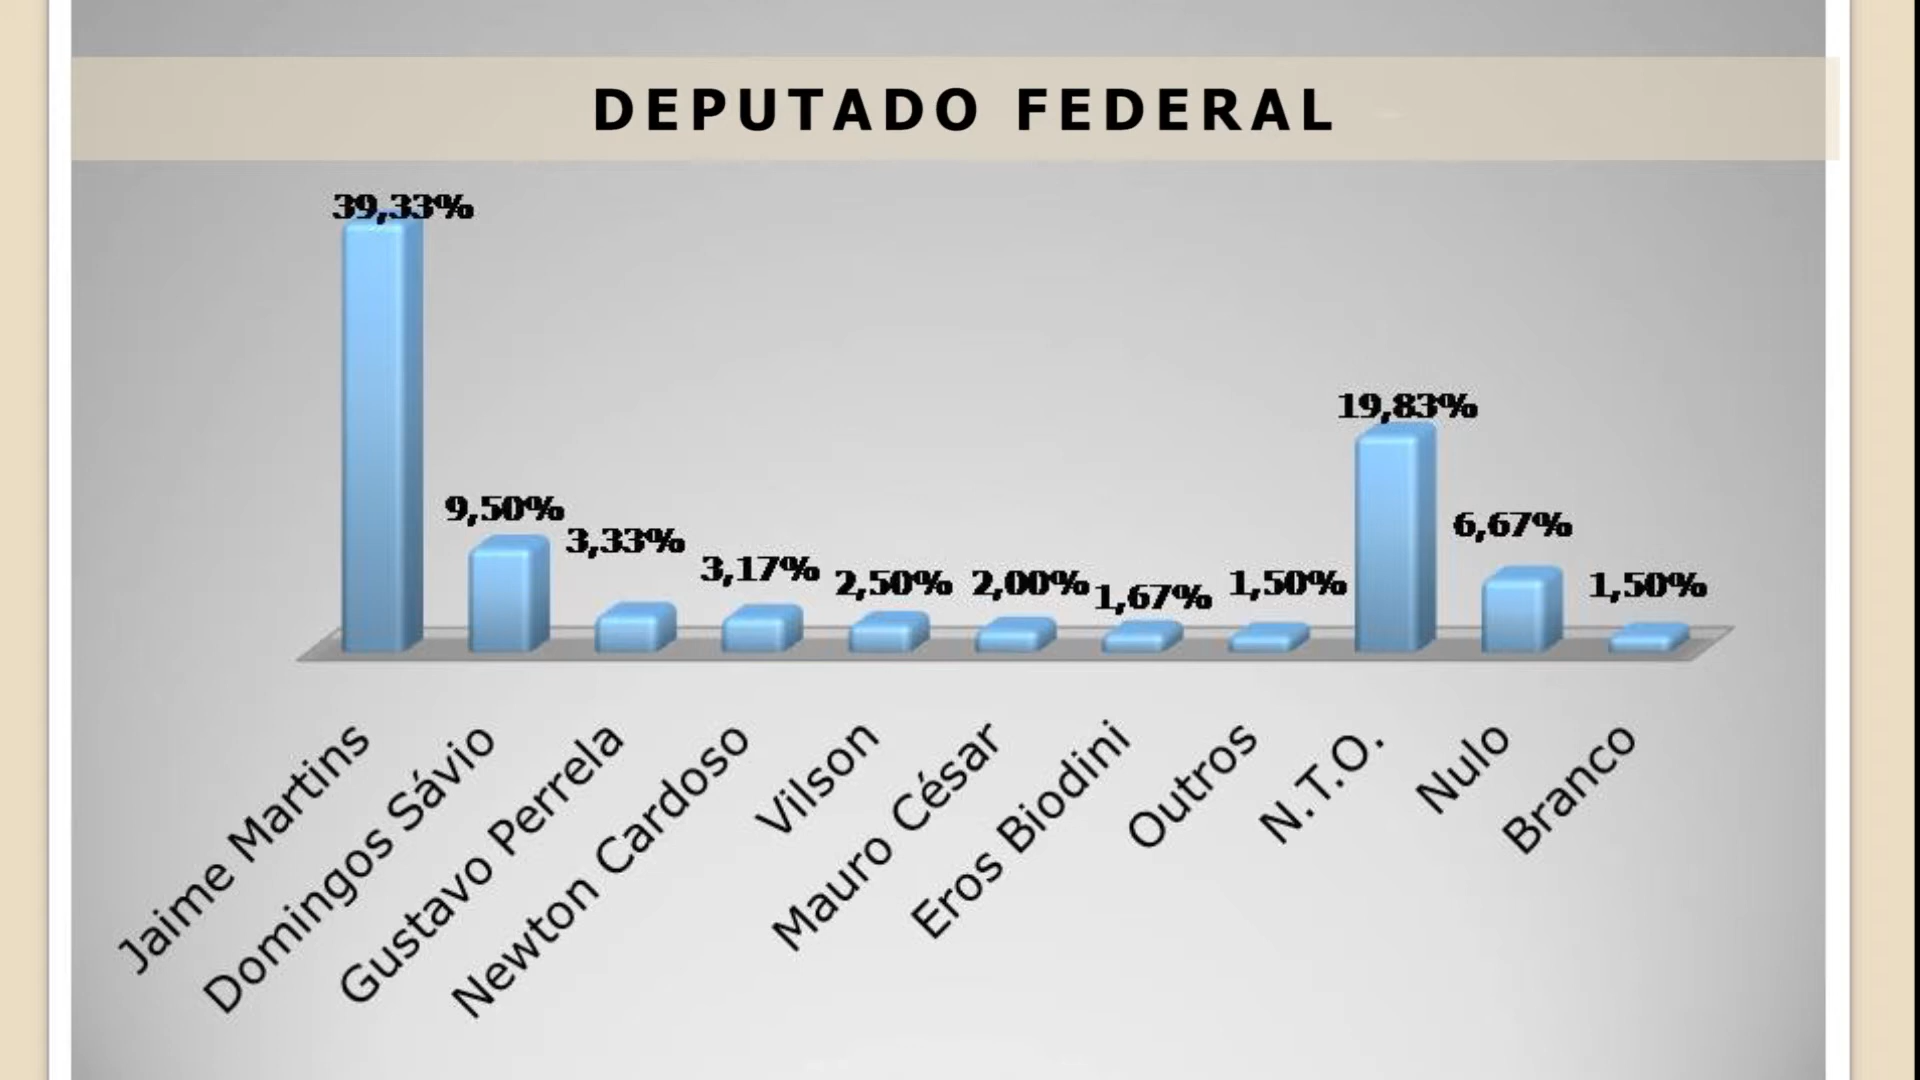 DEPUTADO FEDERAL
39,33%
9,50%
3,33%
3,17%
2,50%
2,00%
1,67%
1,50%
19,83%
6,67%
1,50%
Jaime Martins
Domingos Sávio
Gustavo Perrela
Newton Cardoso
Vilson
Mauro César
Eros Biodini
Outros
N.T.O.
Nulo
Branco